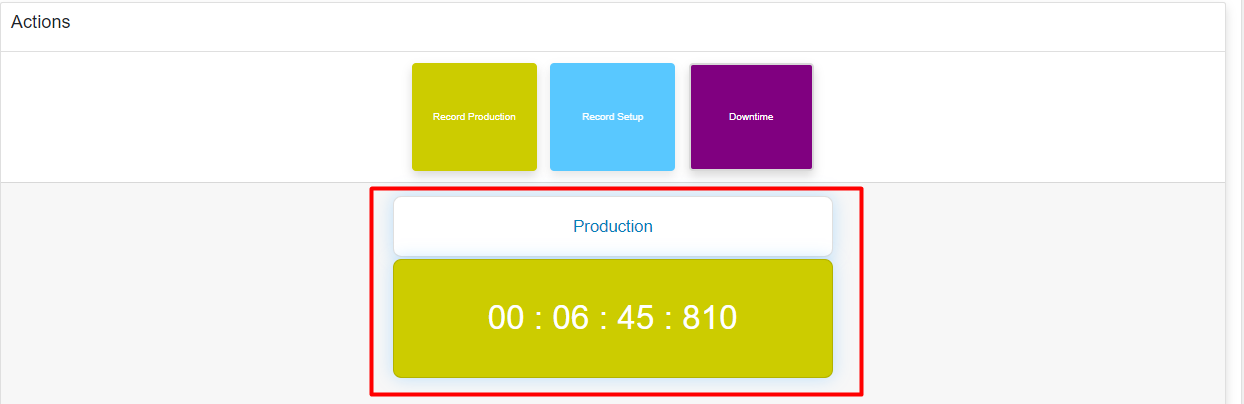 Actions
Record Production
Record Setup
Downtime
Production
00 : 06 : 45 : 810